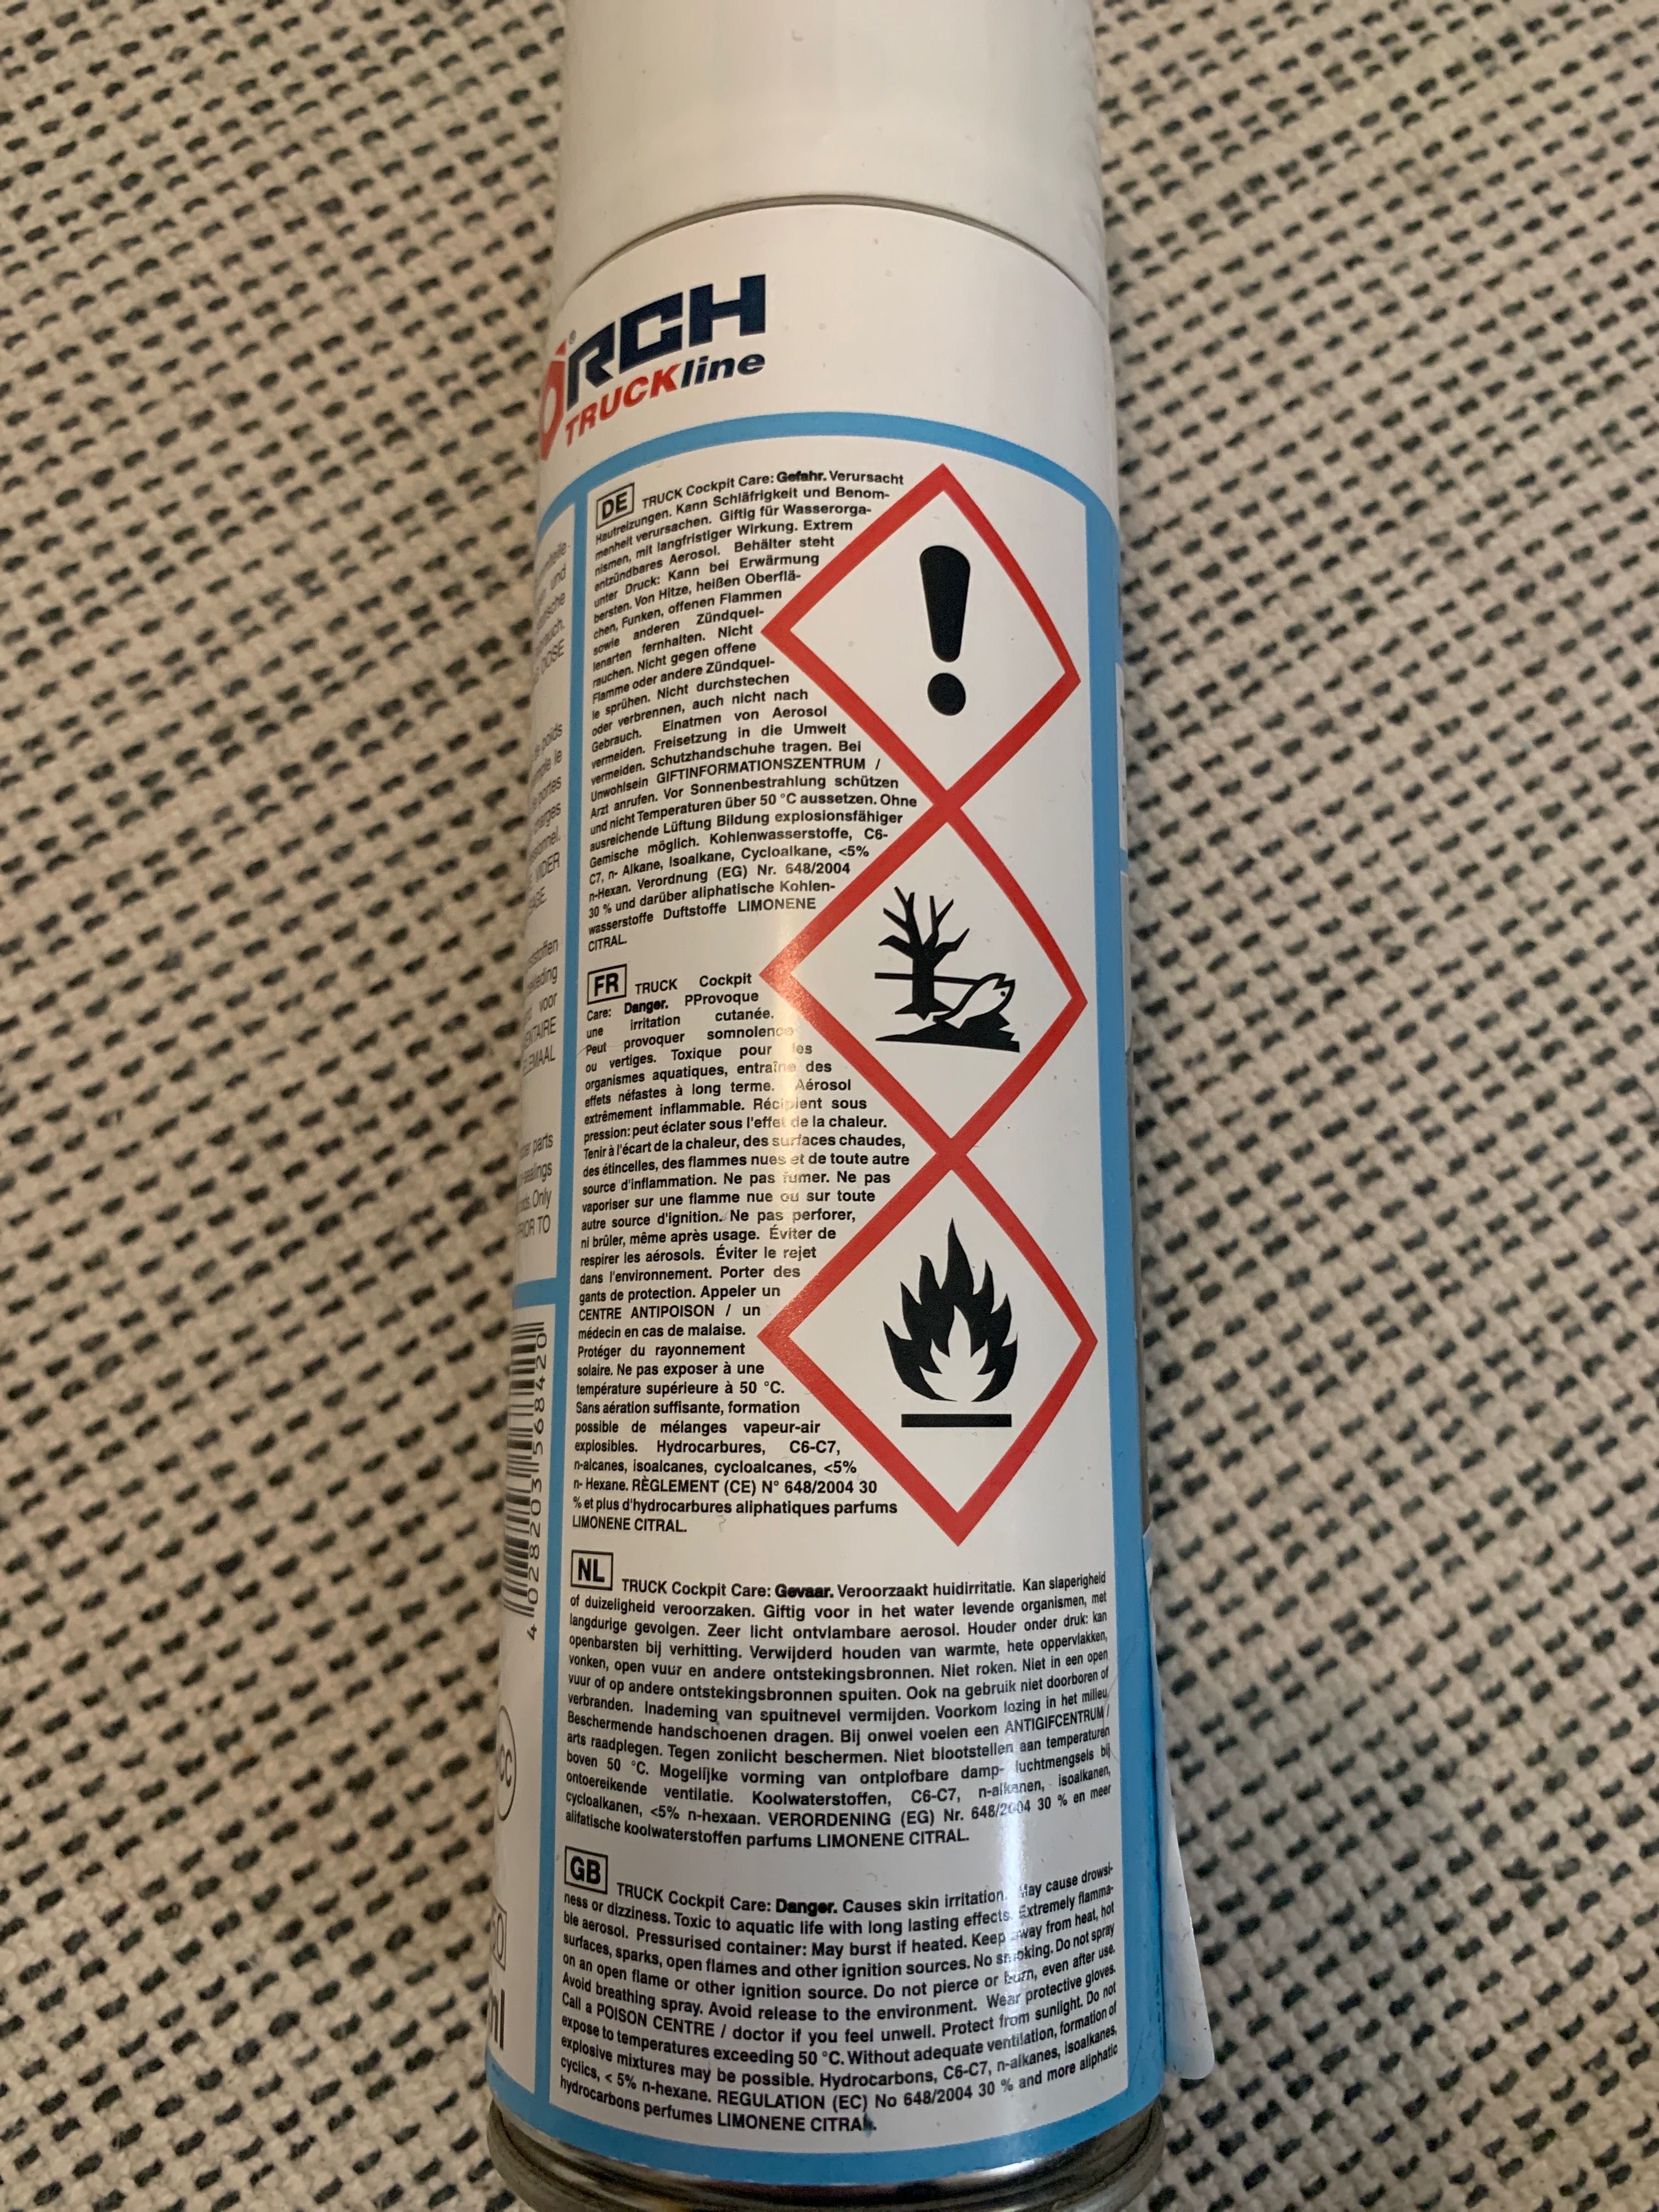 ÖRCH®
TRUCKline
DE TRUCK Cockpit Care: Gefahr. Verursacht
Hautreizungen. Kann Schläfrigkeit und Benom-
menheit verursachen. Giftig für Wasserorga-
nismen, mit langfristiger Wirkung. Extrem
entzündbares Aerosol. Behälter steht
unter Druck: Kann bei Erwärmung
bersten. Von Hitze, heißen Oberflä-
chen, Funken, offenen Flammen
sowie anderen Zündquel-
lenarten fernhalten. Nicht
rauchen. Nicht gegen offene
Flamme oder andere Zündquel-
le sprühen. Nicht durchstechen
oder verbrennen, auch nicht nach
Gebrauch. Einatmen von Aerosol
vermeiden. Freisetzung in die Umwelt
vermeiden. Schutzhandschuhe tragen. Bei
Unwohlsein GIFTINFORMATIONSZENTRUM /
Arzt anrufen. Vor Sonnenbestrahlung schützen
und nicht Temperaturen über 50 °C aussetzen. Ohne
ausreichende Lüftung Bildung explosionsfähiger
Gemische möglich. Kohlenwasserstoffe, C6-
C7, n- Alkane, Isoalkane, Cycloalkane, <5%
n-Hexan. Verordnung (EG) Nr. 648/2004
30 % und darüber aliphatische Kohlen-
wasserstoffe Duftstoffe LIMONENE
CITRAL.
FR TRUCK Cockpit
Care: Danger. PProvoque
une irritation cutanée.
Peut provoquer somnolence
ou vertiges. Toxique pour les
organismes aquatiques, entraîne des
effets néfastes à long terme. Aérosol
extrêmement inflammable. Récipient sous
pression: peut éclater sous l'effet de la chaleur.
Tenir à l'écart de la chaleur, des surfaces chaudes,
des étincelles, des flammes nues et de toute autre
source d'inflammation. Ne pas fumer. Ne pas
vaporiser sur une flamme nue ou sur toute
autre source d'ignition. Ne pas perforer,
ni brûler, même après usage. Éviter de
respirer les aérosols. Éviter le rejet
dans l'environnement. Porter des
gants de protection. Appeler un
CENTRE ANTIPOISON / un
médecin en cas de malaise.
Protéger du rayonnement
solaire. Ne pas exposer à une
température supérieure à 50 °C.
Sans aération suffisante, formation
possible de mélanges vapeur-air
explosibles. Hydrocarbures, C6-C7,
n-alcanes, isoalcanes, cycloalcanes, <5%
n- Hexane. RÈGLEMENT (CE) N° 648/2004 30
% et plus d'hydrocarbures aliphatiques parfums
LIMONENE CITRAL.
NL TRUCK Cockpit Care: Gevaar. Veroorzaakt huidirritatie. Kan slaperigheid
of duizeligheid veroorzaken. Giftig voor in het water levende organismen, met
langdurige gevolgen. Zeer licht ontvlambare aerosol. Houder onder druk: kan
openbarsten bij verhitting. Verwijderd houden van warmte, hete oppervlakken,
vonken, open vuur en andere ontstekingsbronnen. Niet roken. Niet in een open
vuur of op andere ontstekingsbronnen spuiten. Ook na gebruik niet doorboren of
verbranden. Inademing van spuitnevel vermijden. Voorkom lozing in het milieu.
Beschermende handschoenen dragen. Bij onwel voelen een ANTIGIFCENTRUM /
arts raadplegen. Tegen zonlicht beschermen. Niet blootstellen aan temperaturen
boven 50 °C. Mogelijke vorming van ontplofbare damp- luchtmengsels bij
ontoereikende ventilatie. Koolwaterstoffen, C6-C7, n-alkanen, isoalkanen,
cycloalkanen, <5% n-hexaan. VERORDENING (EG) Nr. 648/2004 30 % en meer
alifatische koolwaterstoffen parfums LIMONENE CITRAL.
GB TRUCK Cockpit Care: Danger. Causes skin irritation. May cause drowsi-
ness or dizziness. Toxic to aquatic life with long lasting effects. Extremely flamma-
ble aerosol. Pressurised container: May burst if heated. Keep away from heat, hot
surfaces, sparks, open flames and other ignition sources. No smoking. Do not spray
on an open flame or other ignition source. Do not pierce or burn, even after use.
Avoid breathing spray. Avoid release to the environment. Wear protective gloves.
Call a POISON CENTRE / doctor if you feel unwell. Protect from sunlight. Do not
expose to temperatures exceeding 50 °C. Without adequate ventilation, formation of
explosive mixtures may be possible. Hydrocarbons, C6-C7, n-alkanes, isoalkanes,
cyclics, < 5% n-hexane. REGULATION (EC) No 648/2004 30 % and more aliphatic
hydrocarbons perfumes LIMONENE CITRAL.
und
DOSE
poids
voor
parts
Only
TO
4 028203 568420
ml